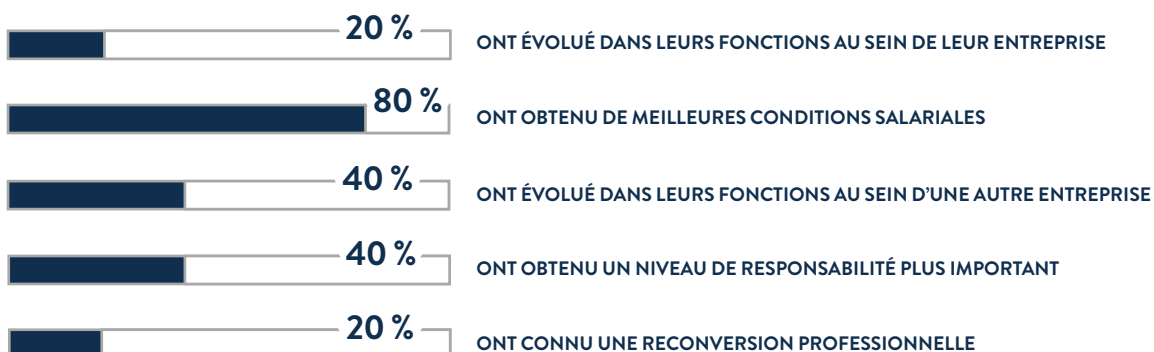 20 % ONT ÉVOLUÉ DANS LEURS FONCTIONS AU SEIN DE LEUR ENTREPRISE
80 % ONT OBTENU DE MEILLEURES CONDITIONS SALARIALES
40 % ONT ÉVOLUÉ DANS LEURS FONCTIONS AU SEIN D’UNE AUTRE ENTREPRISE
40 % ONT OBTENU UN NIVEAU DE RESPONSABILITÉ PLUS IMPORTANT
20 % ONT CONNU UNE RECONVERSION PROFESSIONNELLE